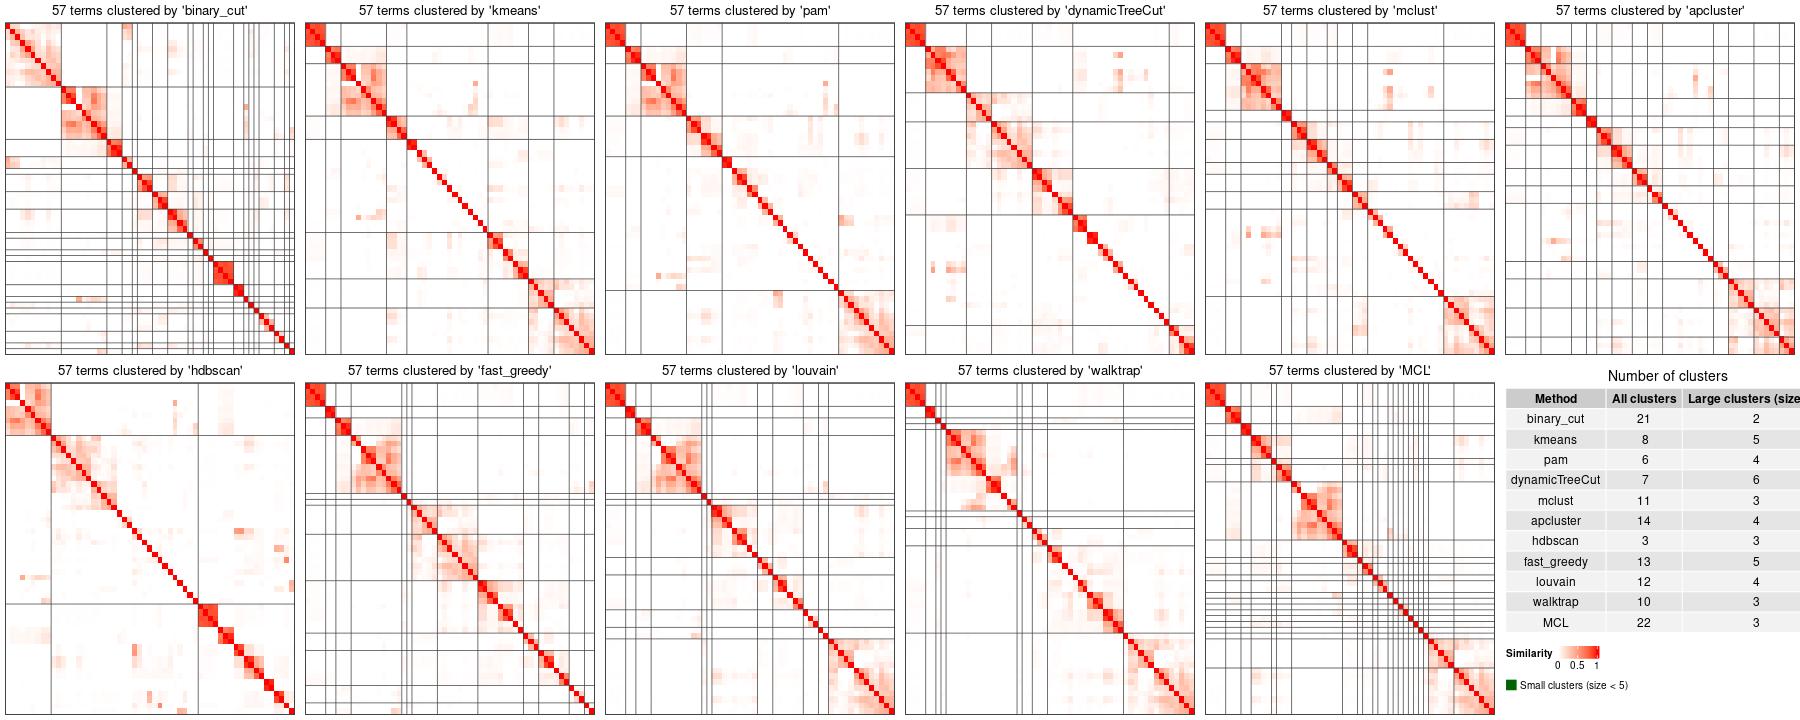 57 terms clustered by 'binary_cut'
57 terms clustered by 'kmeans'
57 terms clustered by 'pam'
57 terms clustered by 'dynamicTreeCut'
57 terms clustered by 'mclust'
57 terms clustered by 'apcluster'
57 terms clustered by 'hdbscan'
57 terms clustered by 'fast_greedy'
57 terms clustered by 'louvain'
57 terms clustered by 'walktrap'
57 terms clustered by 'MCL'
Number of clusters
Method All clusters Large clusters (size
binary_cut 21 2
kmeans 8 5
pam 6 4
dynamicTreeCut 7 6
mclust 11 3
apcluster 14 4
hdbscan 3 3
fast_greedy 13 5
louvain 12 4
walktrap 10 3
MCL 22 3
Similarity
0 0.5 1
Small clusters (size < 5)